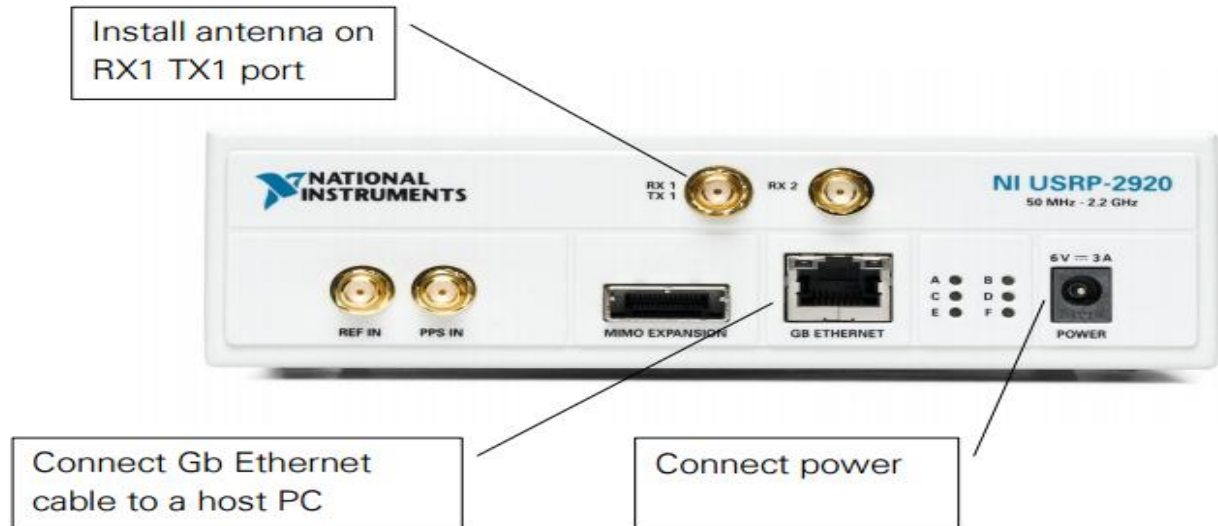 Install antenna on
RX1 TX1 port
NATIONAL
INSTRUMENTS
RX 1
TX 1
RX 2
NI USRP-2920
50 MHz - 2.2 GHz
REF IN
PPS IN
MIMO EXPANSION
GB ETHERNET
A B
C D
E F
6V ⎓ 3A
POWER
Connect Gb Ethernet
cable to a host PC
Connect power